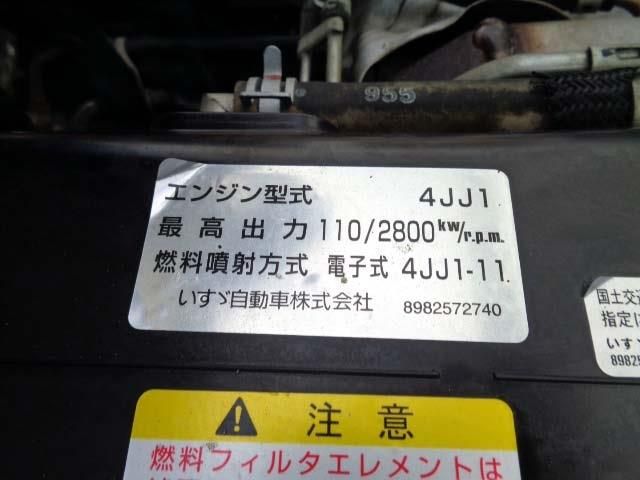 955
エンジン型式 4JJ1
最高出力 110/2800kw/r.p.m.
燃料噴射方式 電子式 4JJ1-11
いすゞ自動車株式会社 8982572740
国土交
指定に
いすゞ
8982
注意
燃料フィルタエレメントは